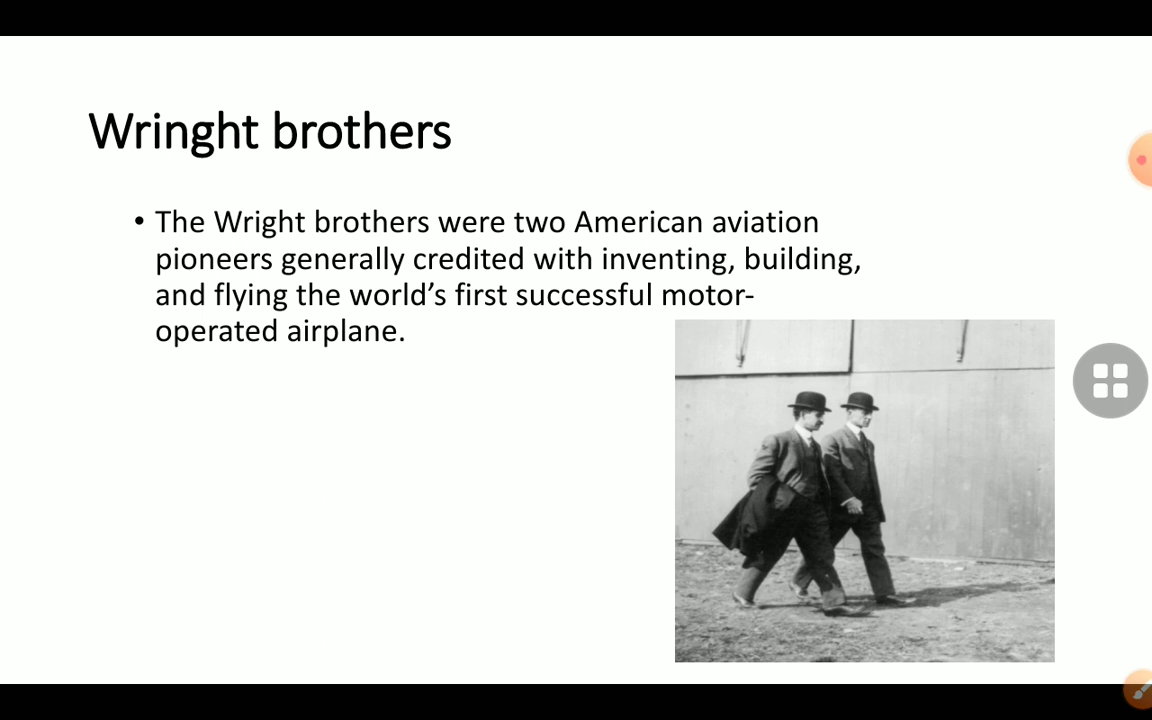 Wringht brothers
• The Wright brothers were two American aviation
pioneers generally credited with inventing, building,
and flying the world’s first successful motor-
operated airplane.